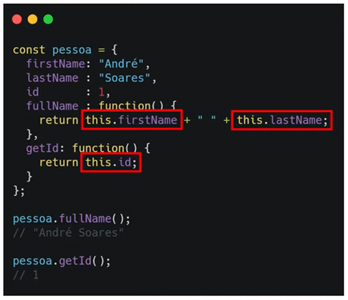 const pessoa = {
  firstName: "André",
  lastName : "Soares",
  id       : 1,
  fullName : function() {
    return this.firstName + " " + this.lastName;
  },
  getId: function() {
    return this.id;
  }
};
pessoa.fullName();
// "André Soares"
pessoa.getId();
// 1